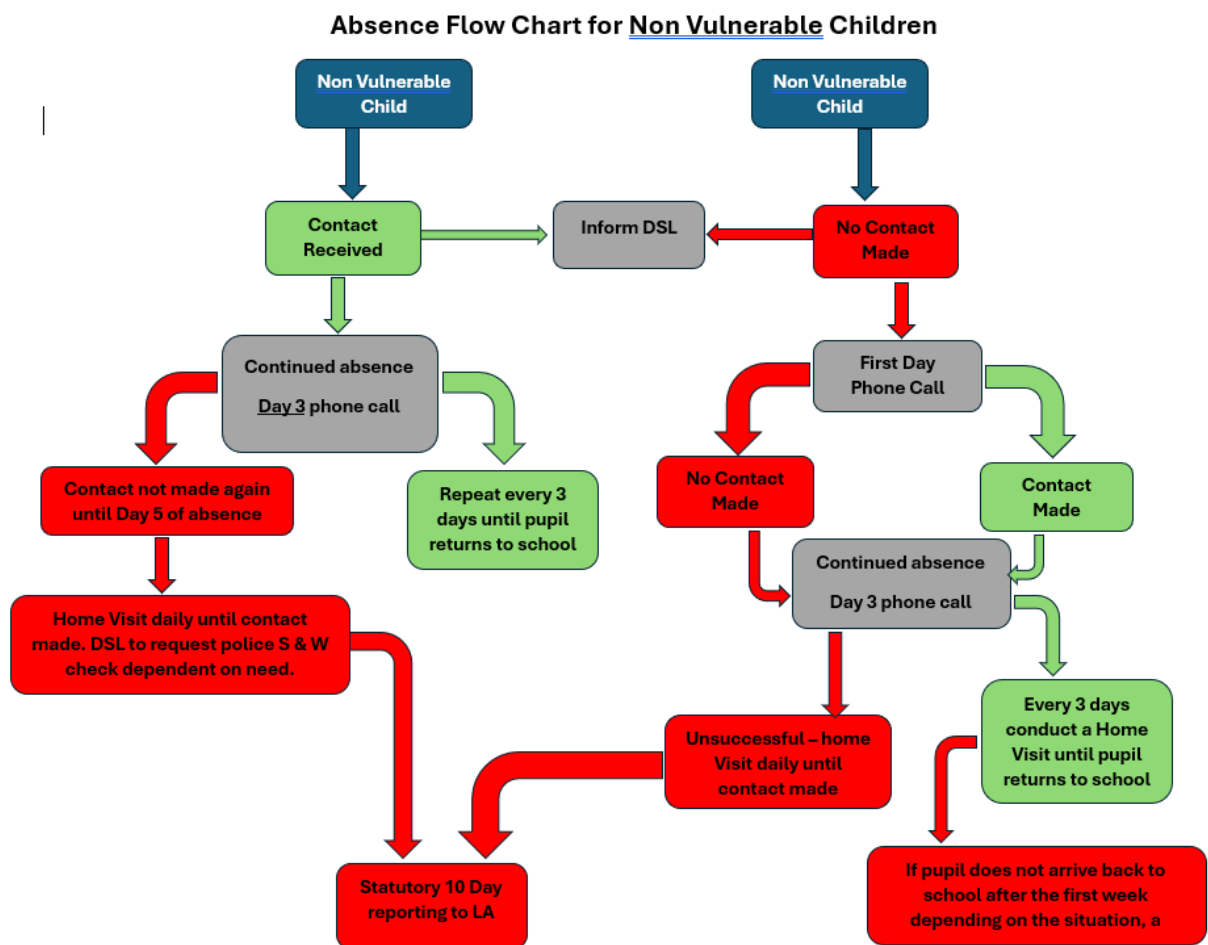 Absence Flow Chart for Non Vulnerable Children
Non Vulnerable
Child
Non Vulnerable
Child
Contact
Received
Inform DSL
No Contact
Made
Continued absence
Day 3 phone call
First Day
Phone Call
Contact not made again
until Day 5 of absence
Repeat every 3
days until pupil
returns to school
No Contact
Made
Contact
Made
Continued absence
Day 3 phone call
Home Visit daily until contact
made. DSL to request police S & W
check dependent on need.
Every 3 days
conduct a Home
Visit until pupil
returns to school
Unsuccessful – home
Visit daily until
contact made
Statutory 10 Day
reporting to LA
If pupil does not arrive back to
school after the first week
depending on the situation, a